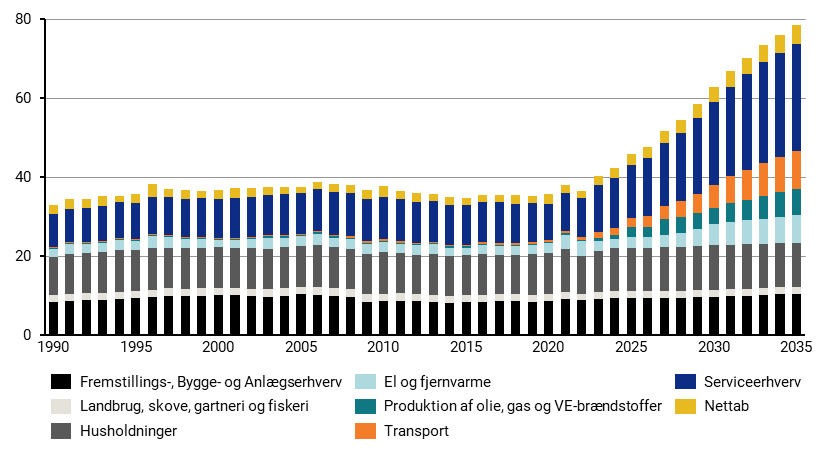 80
60
40
20
0
1990 1995 2000 2005 2010 2015 2020 2025 2030 2035
Fremstillings-, Bygge- og Anlægserhverv El og fjernvarme Serviceerhverv
Landbrug, skove, gartneri og fiskeri Produktion af olie, gas og VE-brændstoffer Nettab
Husholdninger Transport